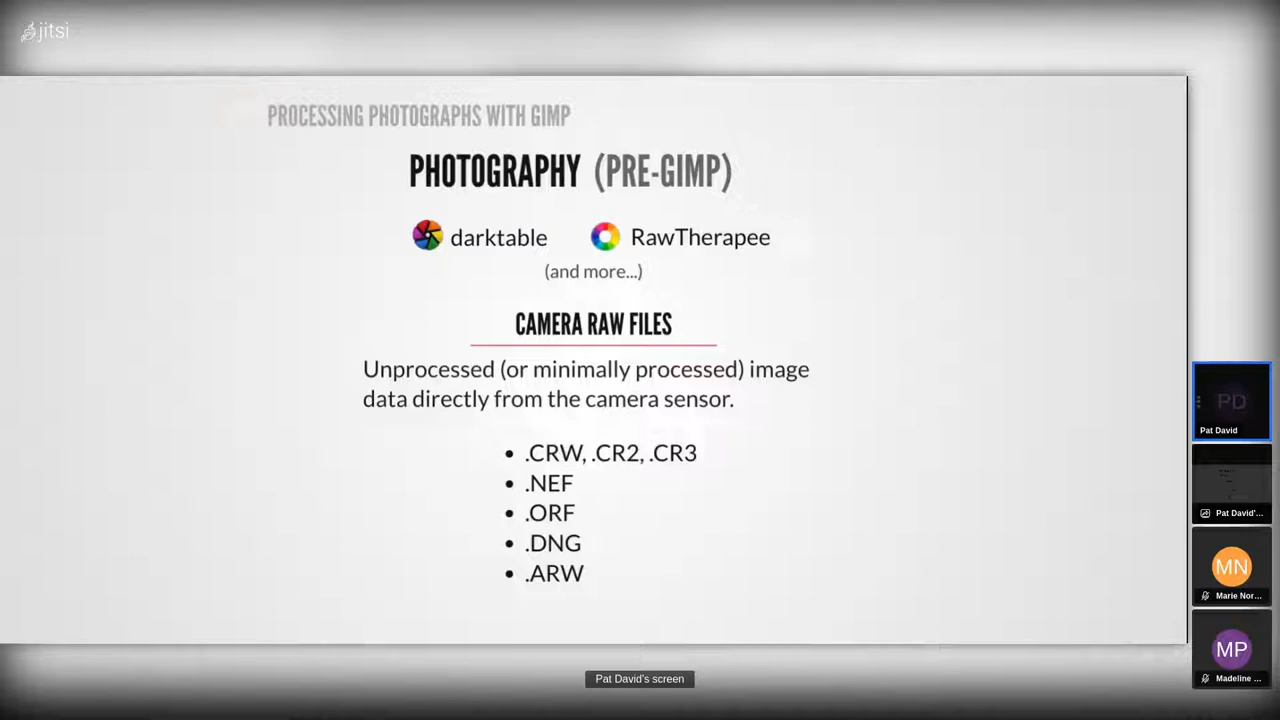 jitsi
PROCESSING PHOTOGRAPHS WITH GIMP
PHOTOGRAPHY (PRE-GIMP)
darktable RawTherapee
(and more...)
CAMERA RAW FILES
Unprocessed (or minimally processed) image
data directly from the camera sensor.
• .CRW, .CR2, .CR3
• .NEF
• .ORF
• .DNG
• .ARW
PD
Pat David
Pat David'...
MN
Marie Nor...
MP
Madeline ...
Pat David's screen